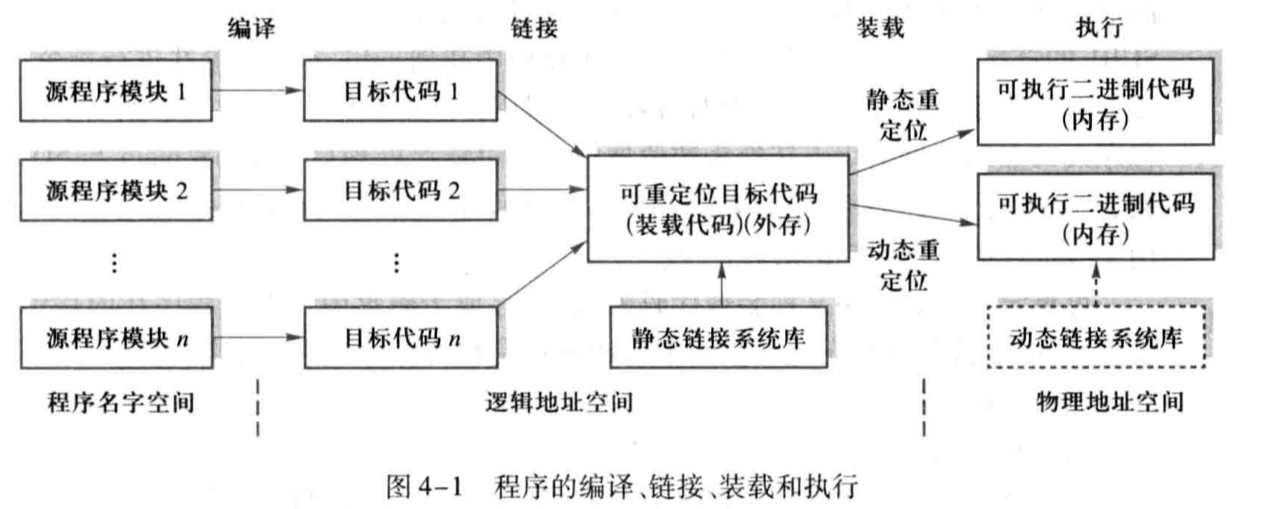 编译
链接
装载
执行
源程序模块 1
目标代码 1
静态重
定位
可执行二进制代码
(内存)
源程序模块 2
目标代码 2
可重定位目标代码
(装载代码)(外存)
可执行二进制代码
(内存)
⋮
⋮
动态重
定位
源程序模块 n
目标代码 n
静态链接系统库
动态链接系统库
程序名字空间
逻辑地址空间
物理地址空间
图 4-1 程序的编译、链接、装载和执行